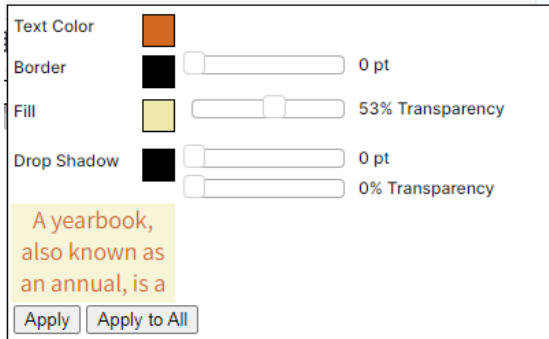 Text Color
Border 0 pt
Fill 53% Transparency
Drop Shadow 0 pt
0% Transparency
A yearbook,
also known as
an annual, is a
Apply Apply to All